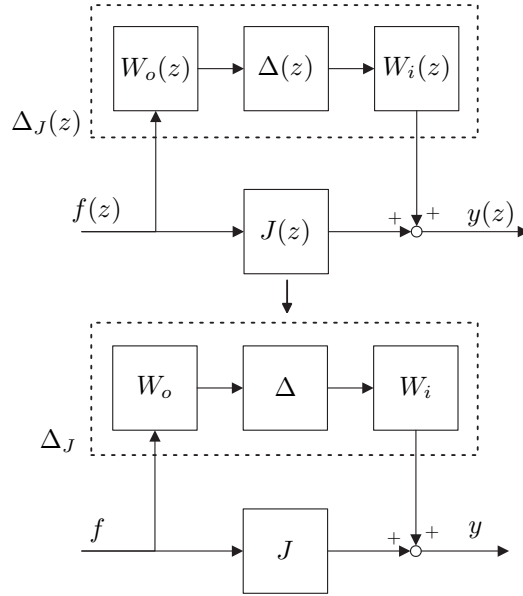 W_o(z) Δ(z) W_i(z)
Δ_J(z)
f(z) J(z) + + y(z)
W_o Δ W_i
Δ_J
f J + + y